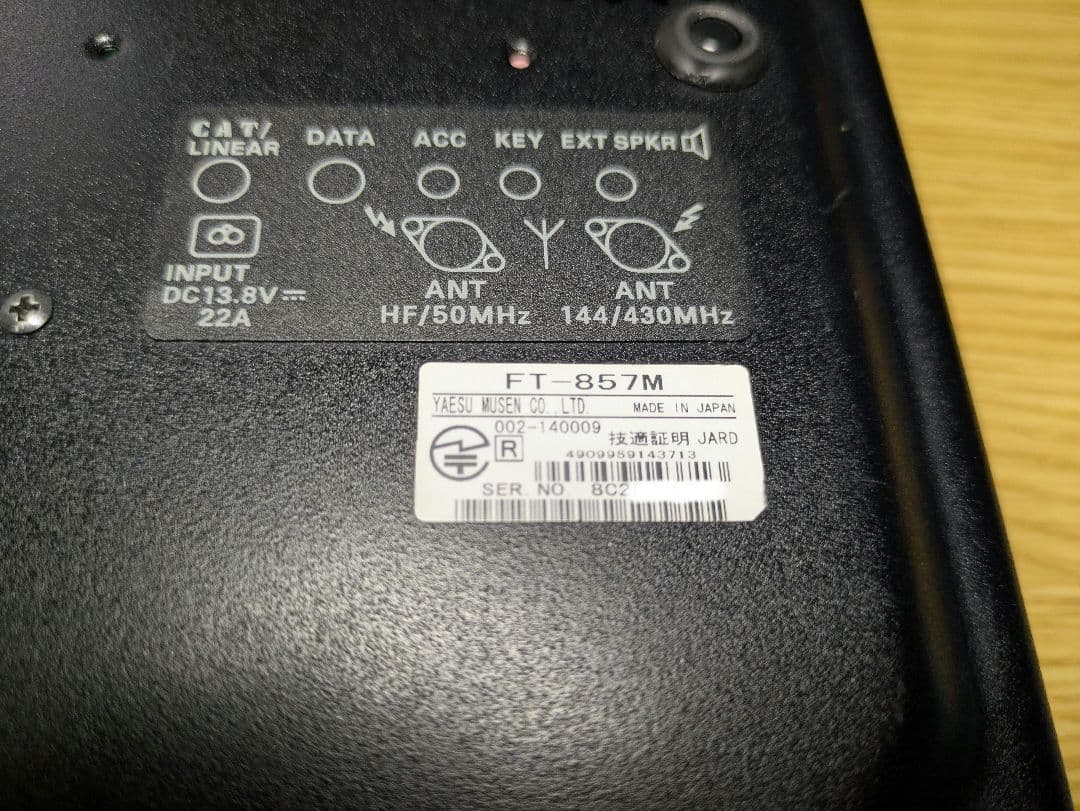 CAT/
LINEAR
DATA
ACC
KEY
EXT SPKR
INPUT
DC13.8V
22A
ANT
HF/50MHz
ANT
144/430MHz
FT-857M
YAESU MUSEN CO.,LTD. MADE IN JAPAN
002-140009
R 技適証明 JARD
4909959143713
SER. NO. 8C2